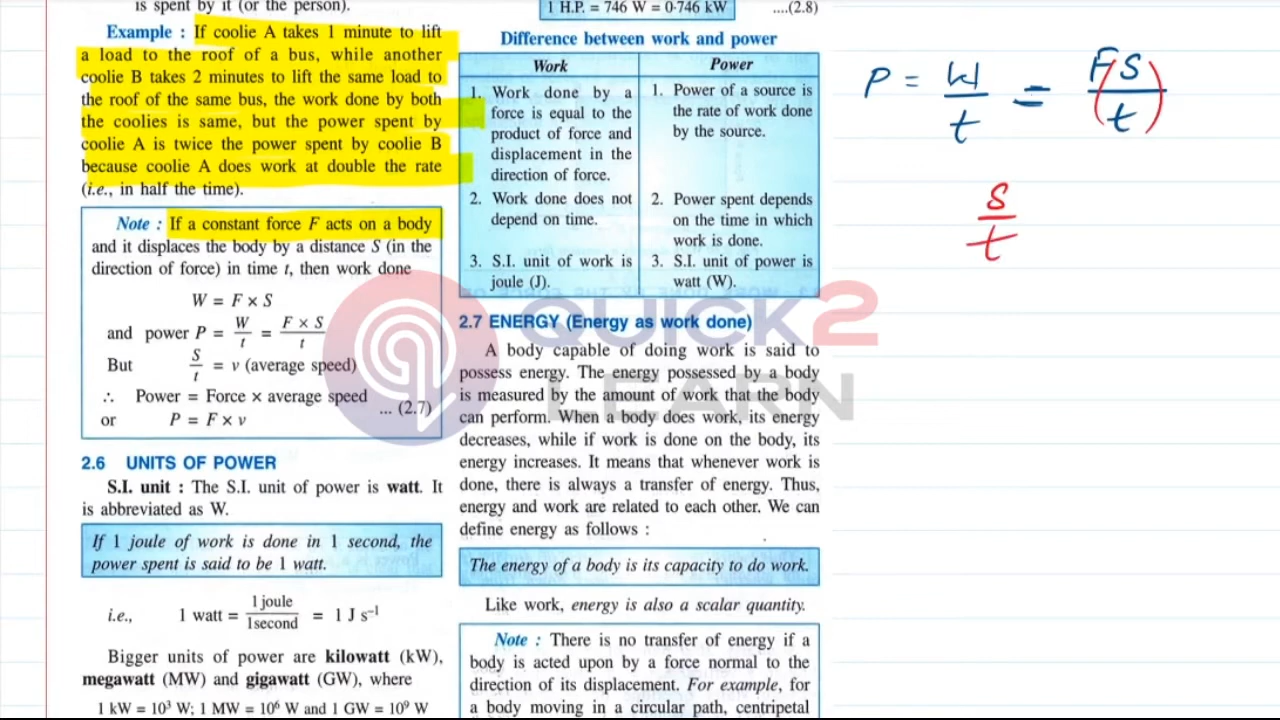 is spent by it (or the person).
Example : If coolie A takes 1 minute to lift
a load to the roof of a bus, while another
coolie B takes 2 minutes to lift the same load to
the roof of the same bus, the work done by both
the coolies is same, but the power spent by
coolie A is twice the power spent by coolie B
because coolie A does work at double the rate
(i.e., in half the time).
Note : If a constant force F acts on a body
and it displaces the body by a distance S (in the
direction of force) in time t, then work done
W = F × S
and power P = W/t = F × S/t
But S/t = v (average speed)
∴ Power = Force × average speed
or P = F × v ... (2.7)
2.6 UNITS OF POWER
S.I. unit : The S.I. unit of power is watt. It
is abbreviated as W.
If 1 joule of work is done in 1 second, the
power spent is said to be 1 watt.
i.e., 1 watt = 1 joule/1second = 1 J s⁻¹
Bigger units of power are kilowatt (kW),
megawatt (MW) and gigawatt (GW), where
1 kW = 10³ W; 1 MW = 10⁶ W and 1 GW = 10⁹ W
1 H.P. = 746 W = 0·746 kW ....(2.8)
Difference between work and power
Work Power
1. Work done by a
force is equal to the
product of force and
displacement in the
direction of force.
1. Power of a source is
the rate of work done
by the source.
2. Work done does not
depend on time.
2. Power spent depends
on the time in which
work is done.
3. S.I. unit of work is
joule (J).
3. S.I. unit of power is
watt (W).
2.7 ENERGY (Energy as work done)
A body capable of doing work is said to
possess energy. The energy possessed by a body
is measured by the amount of work that the body
can perform. When a body does work, its energy
decreases, while if work is done on the body, its
energy increases. It means that whenever work is
done, there is always a transfer of energy. Thus,
energy and work are related to each other. We can
define energy as follows :
The energy of a body is its capacity to do work.
Like work, energy is also a scalar quantity.
Note : There is no transfer of energy if a
body is acted upon by a force normal to the
direction of its displacement. For example, for
a body moving in a circular path, centripetal
QUICK2
LEARN
P = W/t = F(S/t)
S/t